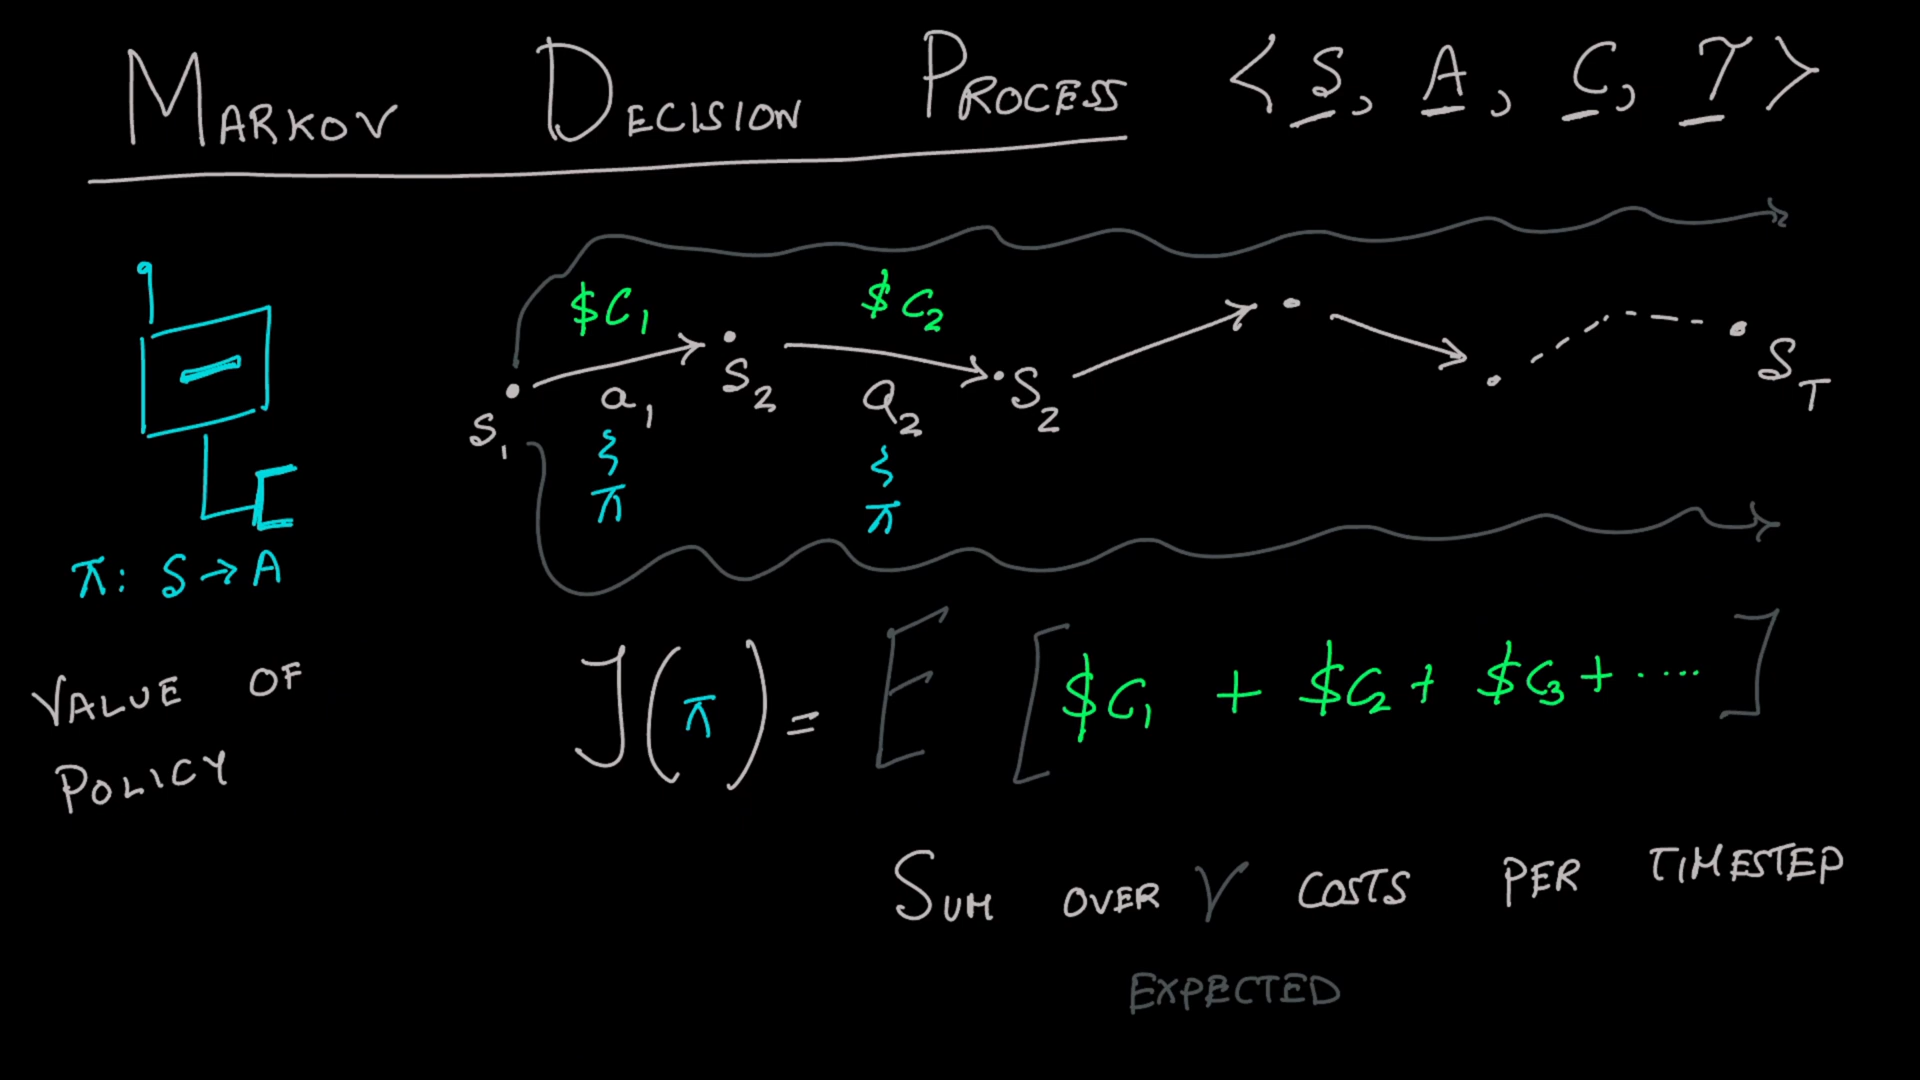 MARKOV DECISION PROCESS < S, A, C, T >
$C1 $C2
S1 a1 S2 a2 S2 ST
π π
π: S → A
VALUE OF POLICY
J(π) = E [ $C1 + $C2 + $C3 + ..... ]
SUM OVER COSTS PER TIMESTEP
EXPECTED